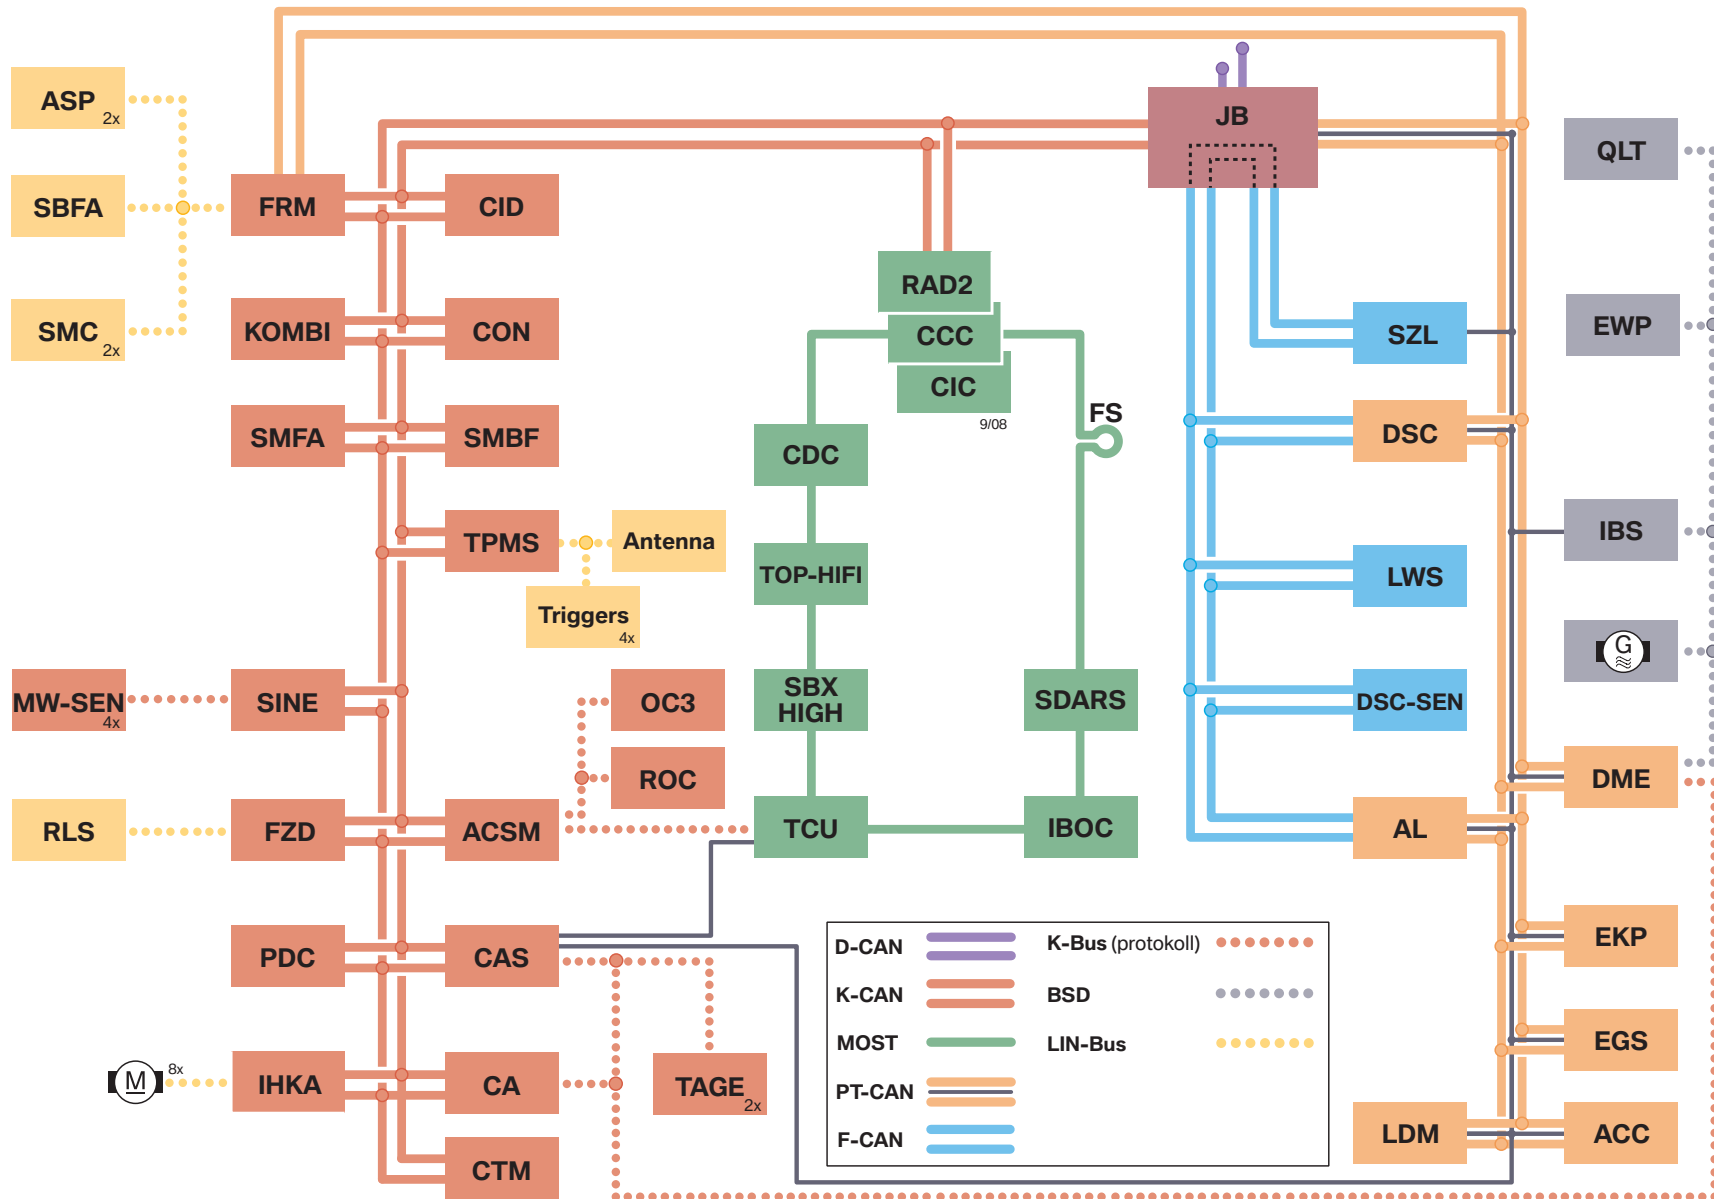 ASP
2x
JB
QLT
SBFA
FRM
CID
RAD2
SMC
2x
KOMBI
CON
CCC
SZL
EWP
CIC
9/08
FS
SMFA
SMBF
CDC
DSC
TPMS
Antenna
IBS
TOP-HIFI
LWS
Triggers
4x
G
MW-SEN
4x
SINE
OC3
SBX
HIGH
SDARS
DSC-SEN
ROC
DME
RLS
FZD
ACSM
TCU
IBOC
AL
PDC
CAS
EKP
D-CAN
K-Bus (protokoll)
K-CAN
BSD
MOST
LIN-Bus
EGS
M
8x
IHKA
CA
TAGE
2x
PT-CAN
F-CAN
LDM
ACC
CTM